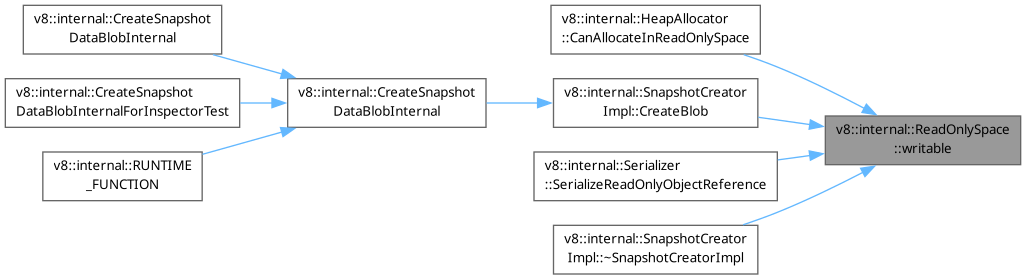 v8::internal::CreateSnapshot
DataBlobInternal
v8::internal::CreateSnapshot
DataBlobInternalForInspectorTest
v8::internal::RUNTIME
_FUNCTION
v8::internal::CreateSnapshot
DataBlobInternal
v8::internal::HeapAllocator
::CanAllocateInReadOnlySpace
v8::internal::SnapshotCreator
Impl::CreateBlob
v8::internal::Serializer
::SerializeReadOnlyObjectReference
v8::internal::SnapshotCreator
Impl::~SnapshotCreatorImpl
v8::internal::ReadOnlySpace
::writable